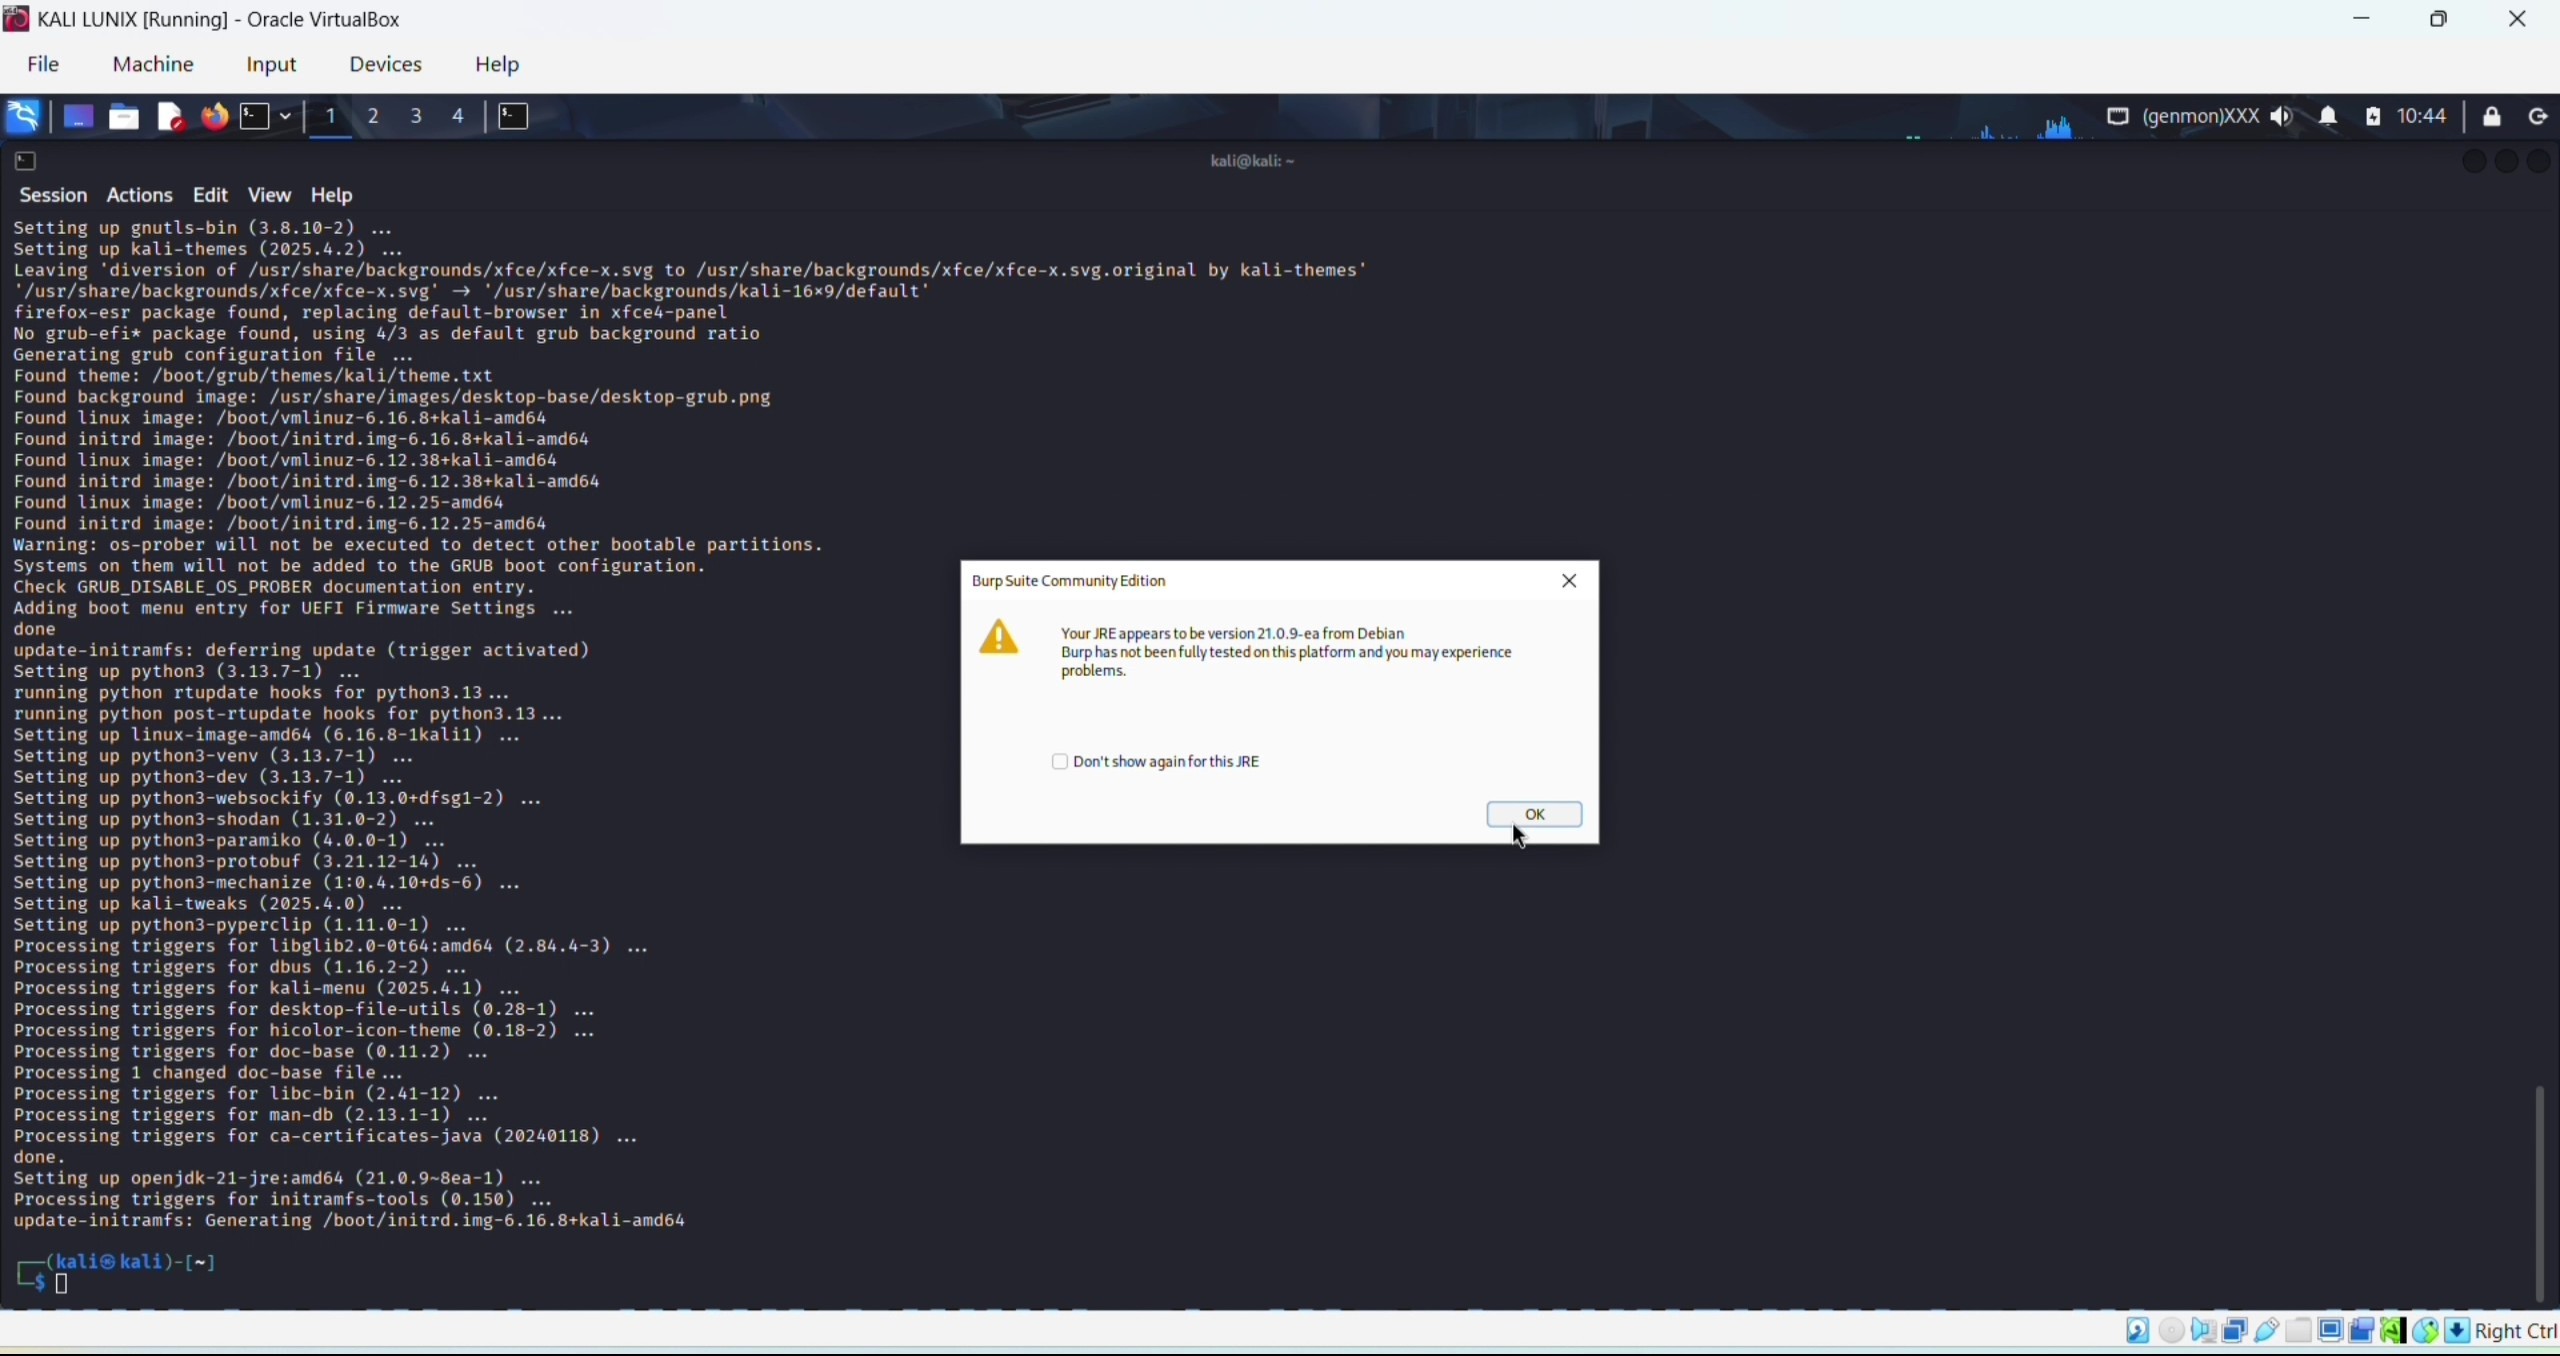 KALI LUNIX [Running] - Oracle VirtualBox
File Machine Input Devices Help
1 2 3 4 (genmon)XXX 10:44
kali@kali: ~
Session Actions Edit View Help
Setting up gnutls-bin (3.8.10-2) ...
Setting up kali-themes (2025.4.2) ...
Leaving 'diversion of /usr/share/backgrounds/xfce/xfce-x.svg to /usr/share/backgrounds/xfce/xfce-x.svg.original by kali-themes'
'/usr/share/backgrounds/xfce/xfce-x.svg' → '/usr/share/backgrounds/kali-16×9/default'
firefox-esr package found, replacing default-browser in xfce4-panel
No grub-efi* package found, using 4/3 as default grub background ratio
Generating grub configuration file ...
Found theme: /boot/grub/themes/kali/theme.txt
Found background image: /usr/share/images/desktop-base/desktop-grub.png
Found linux image: /boot/vmlinuz-6.16.8+kali-amd64
Found initrd image: /boot/initrd.img-6.16.8+kali-amd64
Found linux image: /boot/vmlinuz-6.12.38+kali-amd64
Found initrd image: /boot/initrd.img-6.12.38+kali-amd64
Found linux image: /boot/vmlinuz-6.12.25-amd64
Found initrd image: /boot/initrd.img-6.12.25-amd64
Warning: os-prober will not be executed to detect other bootable partitions.
Systems on them will not be added to the GRUB boot configuration.
Check GRUB_DISABLE_OS_PROBER documentation entry.
Adding boot menu entry for UEFI Firmware Settings ...
done
update-initramfs: deferring update (trigger activated)
Setting up python3 (3.13.7-1) ...
running python rtupdate hooks for python3.13...
running python post-rtupdate hooks for python3.13...
Setting up linux-image-amd64 (6.16.8-1kali1) ...
Setting up python3-venv (3.13.7-1) ...
Setting up python3-dev (3.13.7-1) ...
Setting up python3-websockify (0.13.0+dfsg1-2) ...
Setting up python3-shodan (1.31.0-2) ...
Setting up python3-paramiko (4.0.0-1) ...
Setting up python3-protobuf (3.21.12-14) ...
Setting up python3-mechanize (1:0.4.10+ds-6) ...
Setting up kali-tweaks (2025.4.0) ...
Setting up python3-pyperclip (1.11.0-1) ...
Processing triggers for libglib2.0-0t64:amd64 (2.84.4-3) ...
Processing triggers for dbus (1.16.2-2) ...
Processing triggers for kali-menu (2025.4.1) ...
Processing triggers for desktop-file-utils (0.28-1) ...
Processing triggers for hicolor-icon-theme (0.18-2) ...
Processing triggers for doc-base (0.11.2) ...
Processing 1 changed doc-base file...
Processing triggers for libc-bin (2.41-12) ...
Processing triggers for man-db (2.13.1-1) ...
Processing triggers for ca-certificates-java (20240118) ...
done.
Setting up openjdk-21-jre:amd64 (21.0.9~8ea-1) ...
Processing triggers for initramfs-tools (0.150) ...
update-initramfs: Generating /boot/initrd.img-6.16.8+kali-amd64
┌──(kali㉿kali)-[~]
└─$
Burp Suite Community Edition
Your JRE appears to be version 21.0.9-ea from Debian
Burp has not been fully tested on this platform and you may experience
problems.
Don't show again for this JRE
OK
Right Ctrl